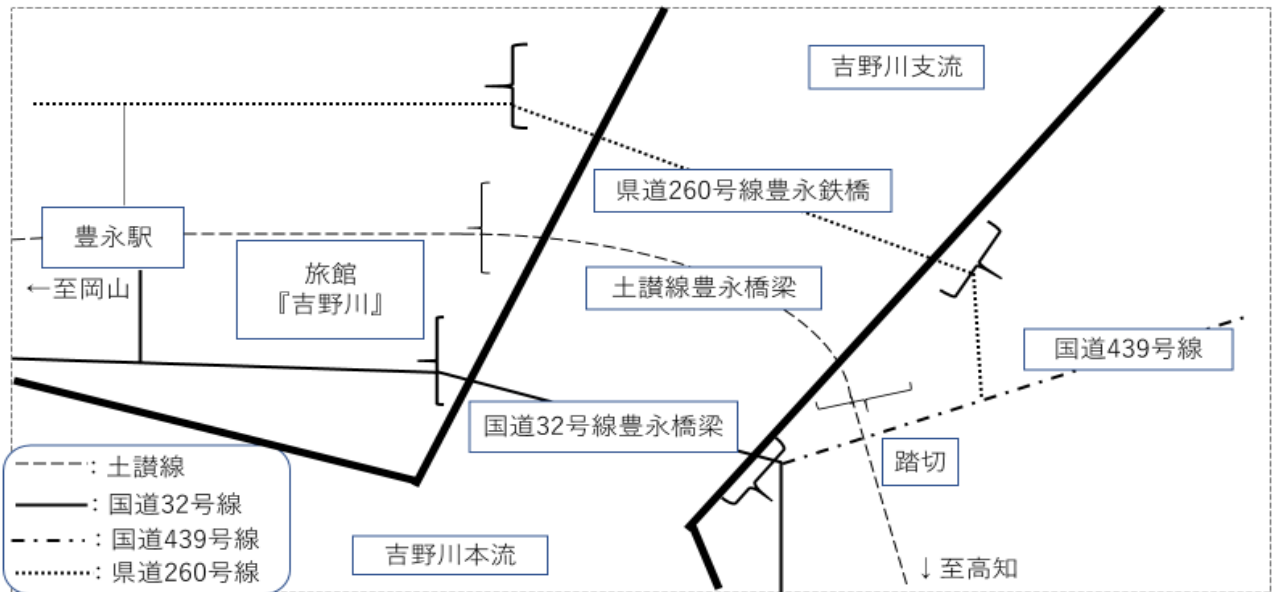 吉野川支流
県道260号線豊永鉄橋
豊永駅
←至岡山
旅館
『吉野川』
土讃線豊永橋梁
国道439号線
国道32号線豊永橋梁
踏切
吉野川本流
↓至高知
：土讃線
：国道32号線
：国道439号線
：県道260号線